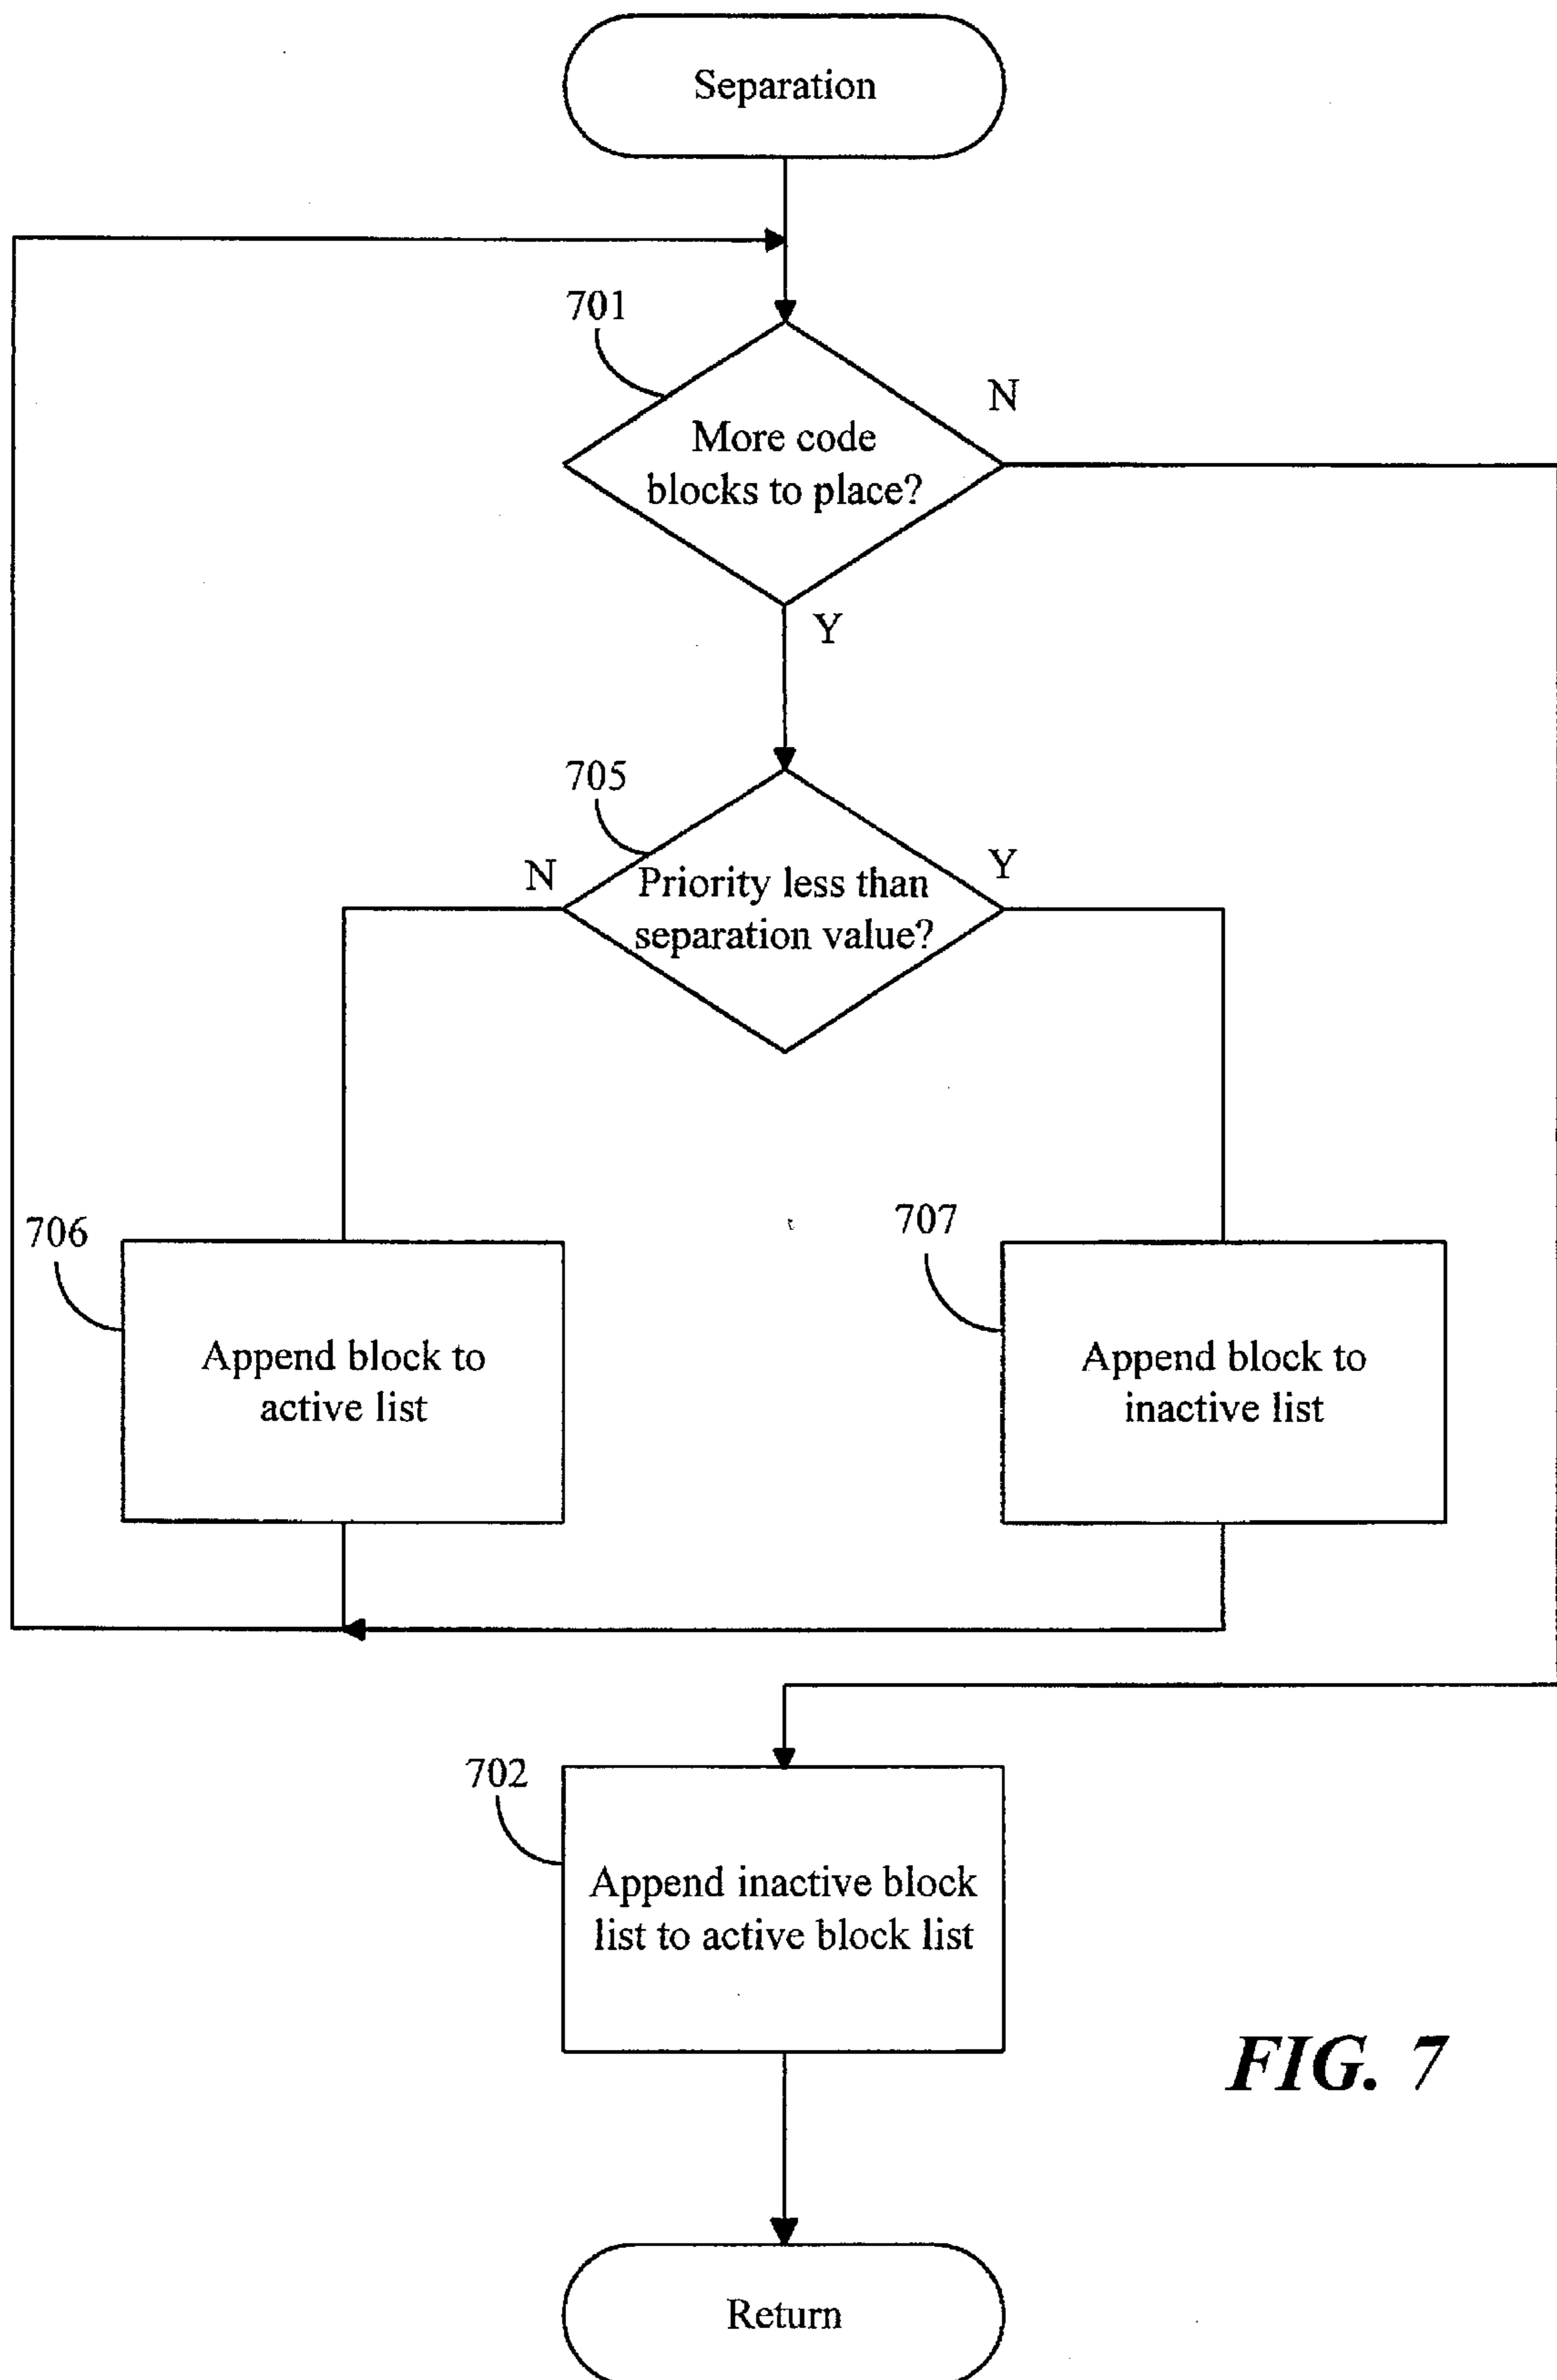 Separation
701
N
More code
blocks to place?
Y
705
N
Y
Priority less than
separation value?
706
707
Append block to
active list
Append block to
inactive list
702
Append inactive block
list to active block list
FIG. 7
Return